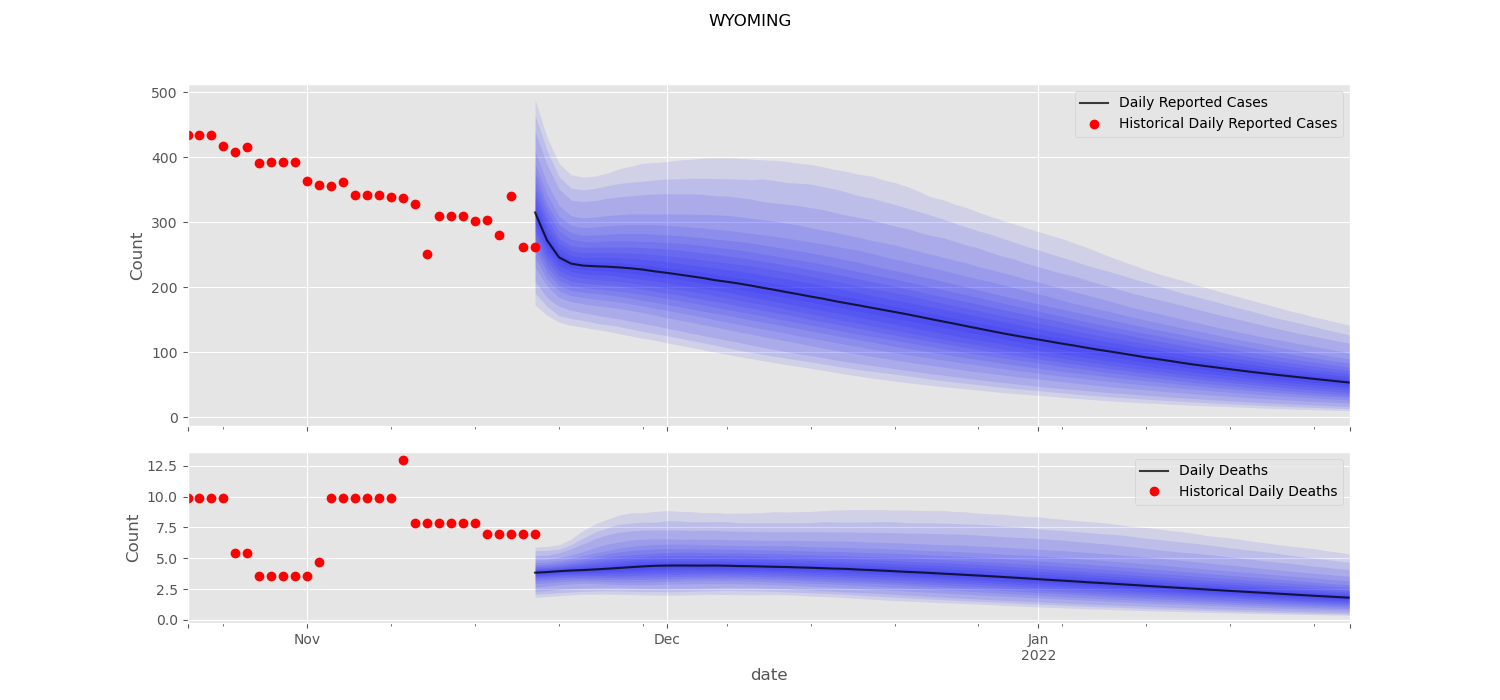 WYOMING
500
400
300
200
100
0
Count
Daily Reported Cases
Historical Daily Reported Cases
12.5
10.0
7.5
5.0
2.5
0.0
Count
Daily Deaths
Historical Daily Deaths
Nov
Dec
Jan
2022
date